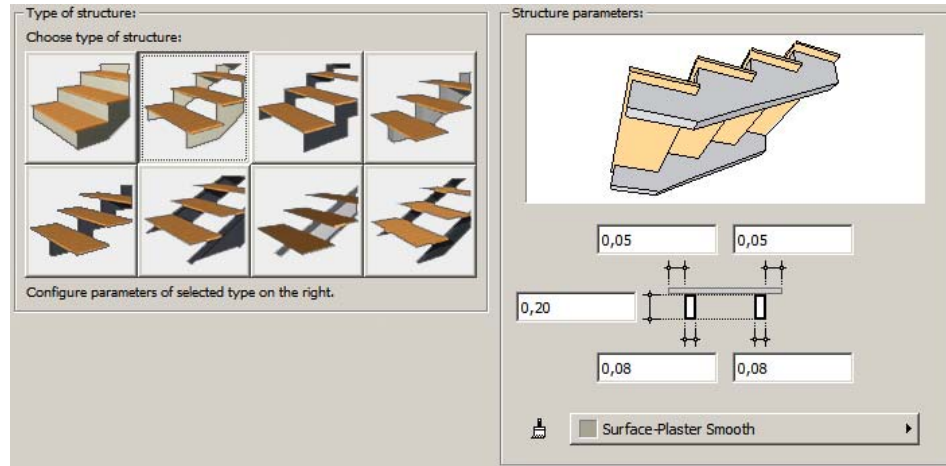 Type of structure:
Choose type of structure:
Configure parameters of selected type on the right.
Structure parameters:
0,05 0,05
0,20
0,08 0,08
Surface-Plaster Smooth